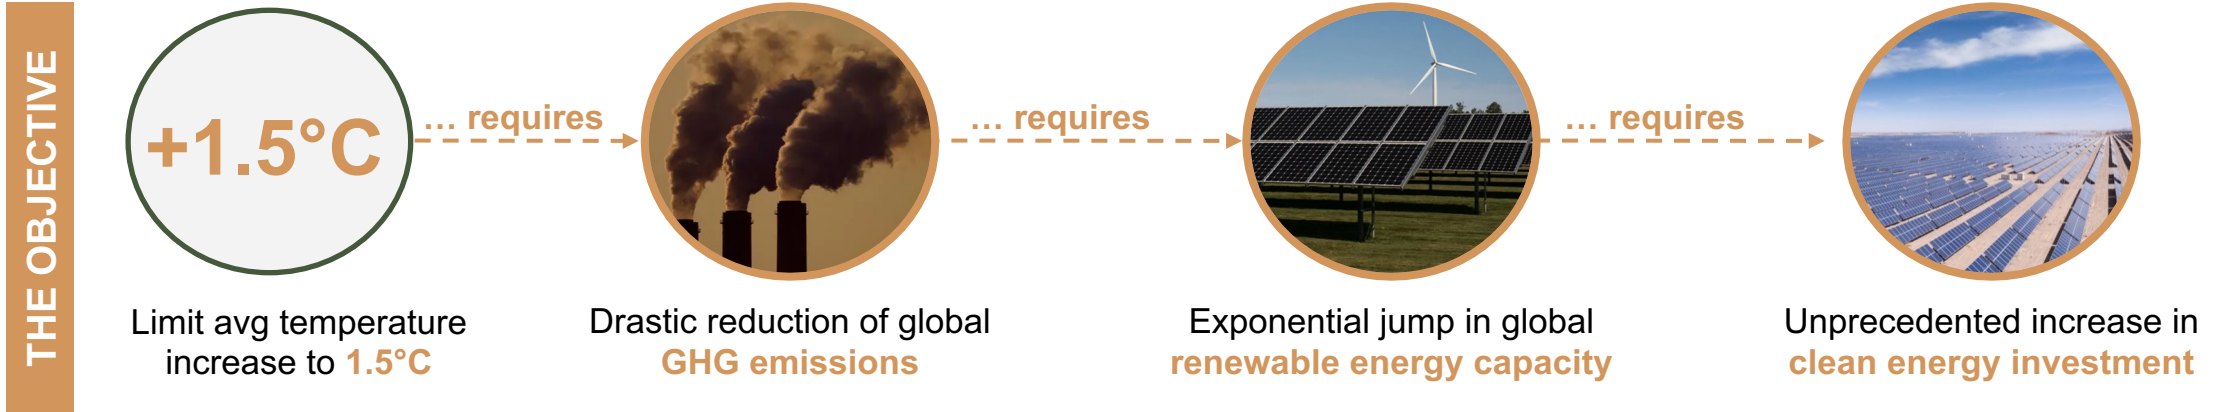 THE OBJECTIVE
+1.5°C
... requires
... requires
... requires
Limit avg temperature
increase to 1.5°C
Drastic reduction of global
GHG emissions
Exponential jump in global
renewable energy capacity
Unprecedented increase in
clean energy investment